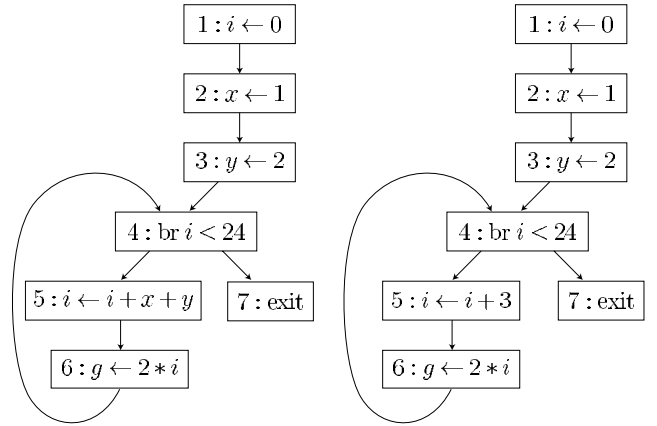 1 : i ← 0
2 : x ← 1
3 : y ← 2
4 : br i < 24
5 : i ← i + x + y
7 : exit
6 : g ← 2 ∗ i
1 : i ← 0
2 : x ← 1
3 : y ← 2
4 : br i < 24
5 : i ← i + 3
7 : exit
6 : g ← 2 ∗ i